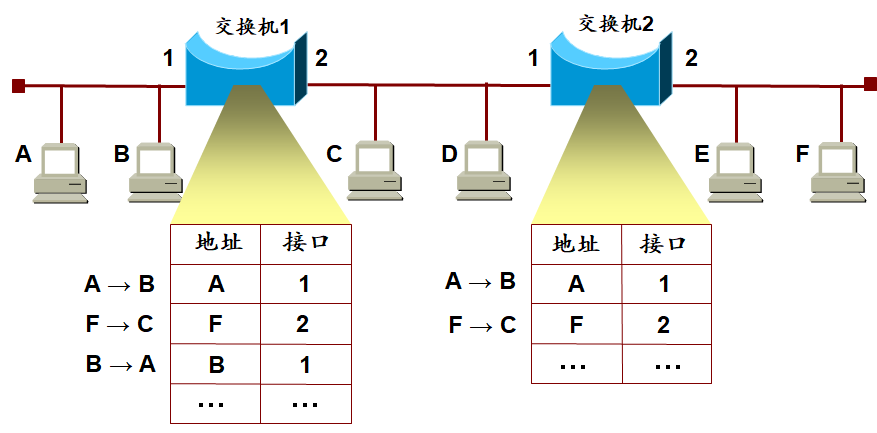 交换机1
交换机2
1 2 1 2
A B C D E F
地址 接口
A → B A 1
F → C F 2
B → A B 1
… …
地址 接口
A → B A 1
F → C F 2
… …